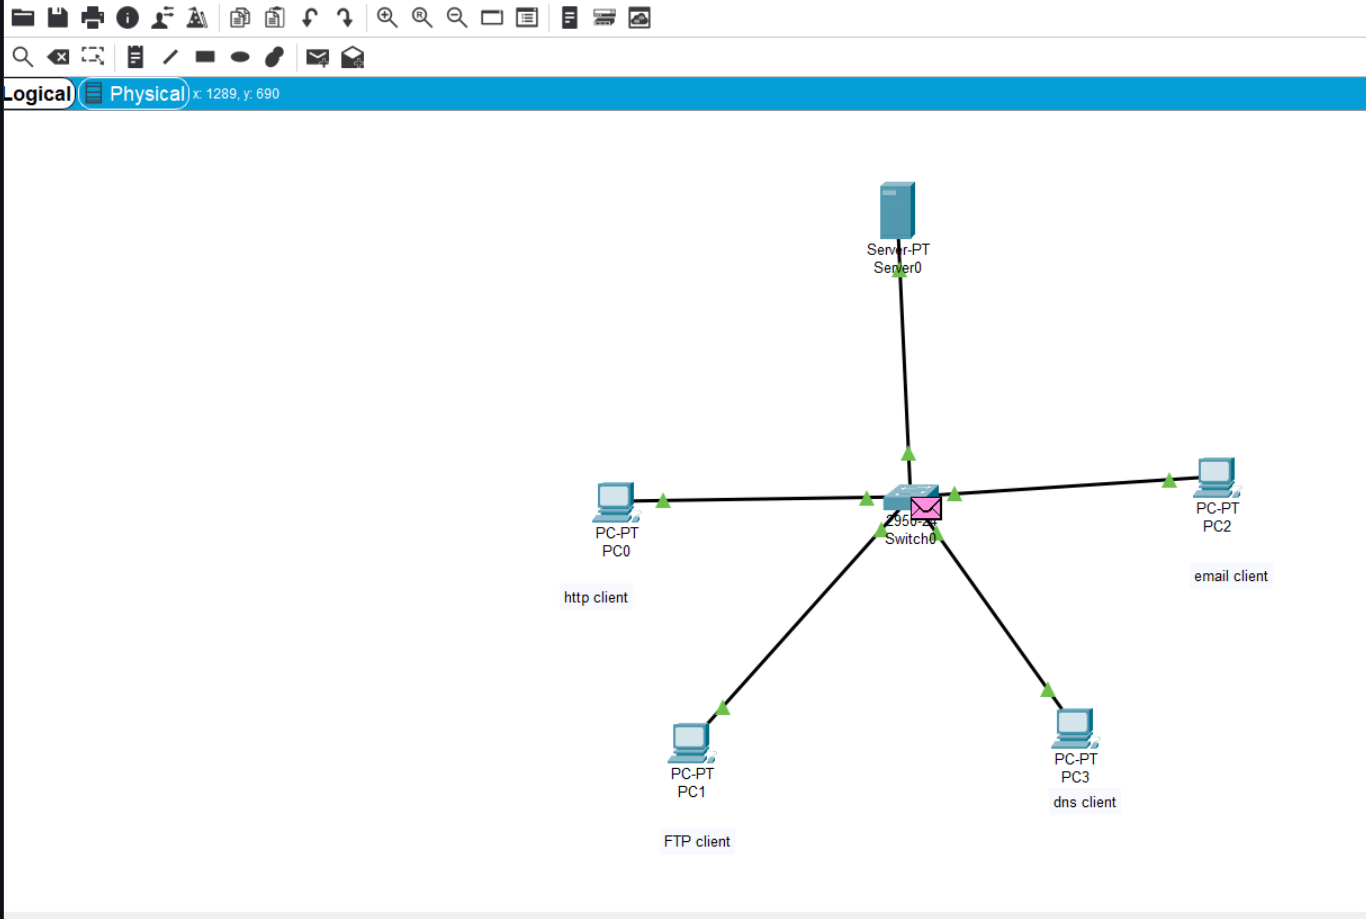 Logical
Physical x: 1289, y: 690
Server-PT
Server0
PC-PT
PC0
http client
2950-24
Switch0
PC-PT
PC2
email client
PC-PT
PC1
FTP client
PC-PT
PC3
dns client